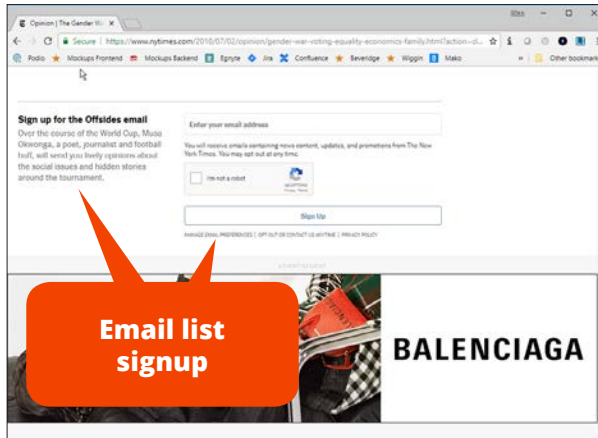 Opinion | The Gender W
Secure | https://www.nytimes.com/2018/07/02/opinion/gender-war-voting-equality-economics-family.html?action=cl...
Podio Mockups Frontend Mockups Backend Egnyte Jira Confluence Beveridge Wiggin Mako » Other bookmark
Sign up for the Offsides email
Over the course of the World Cup, Musa
Okwonga, a poet, journalist and football
buff, will send you lively opinions about
the social issues and hidden stories
around the tournament.
Enter your email address
You will receive emails containing news content, updates, and promotions from The New
York Times. You may opt out at any time.
I'm not a robot
reCAPTCHA
Privacy - Terms
Sign Up
MANAGE EMAIL PREFERENCES | OPT OUT OR CONTACT US ANYTIME | PRIVACY POLICY
ADVERTISEMENT
Email list
signup
BALENCIAGA